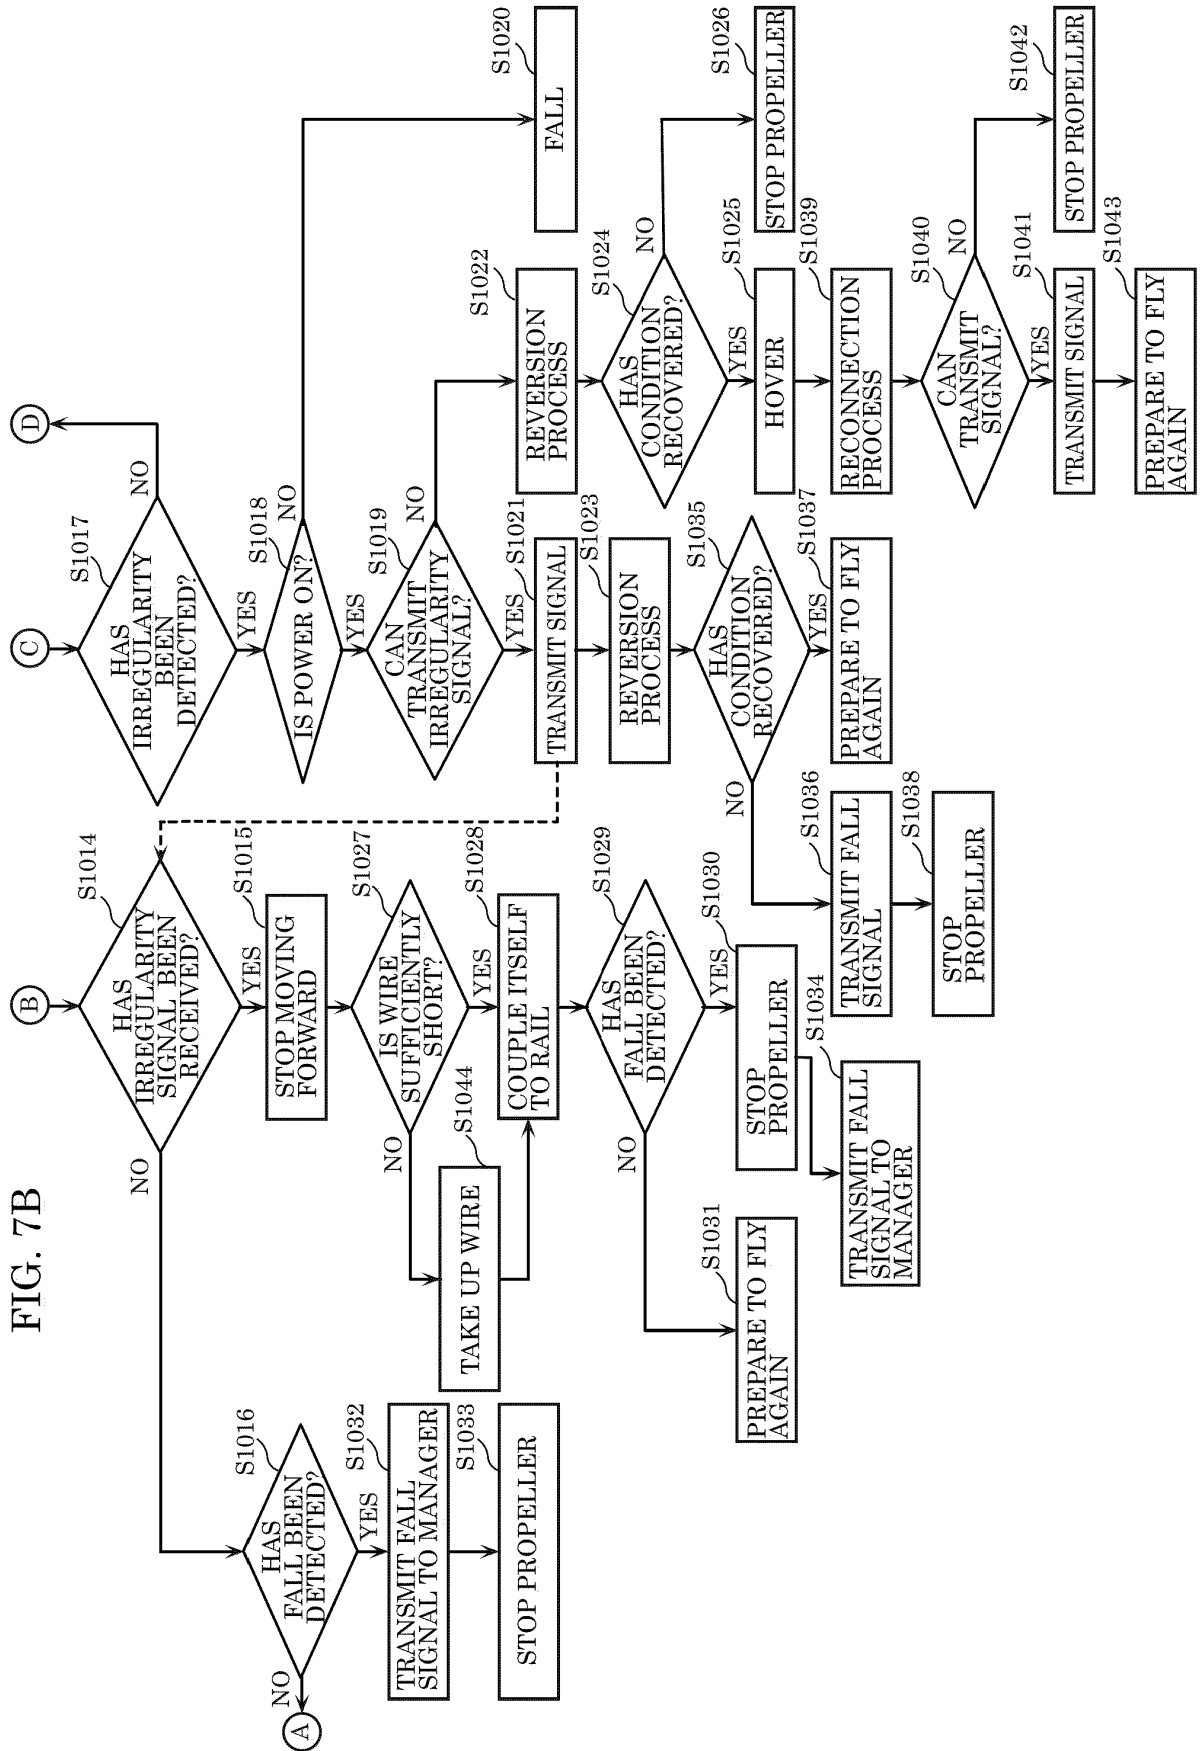 FIG. 7B
A
NO
HAS
FALL BEEN
DETECTED?
S1016
YES
TRANSMIT FALL
SIGNAL TO MANAGER
S1032
STOP PROPELLER
S1033
B
HAS
IRREGULARITY
SIGNAL BEEN
RECEIVED?
S1014
NO
YES
STOP MOVING
FORWARD
S1015
IS WIRE
SUFFICIENTLY
SHORT?
S1027
NO
YES
TAKE UP WIRE
S1044
COUPLE ITSELF
TO RAIL
S1028
HAS
FALL BEEN
DETECTED?
S1029
NO
YES
PREPARE TO FLY
AGAIN
S1031
STOP
PROPELLER
S1030
TRANSMIT FALL
SIGNAL TO
MANAGER
S1034
C
HAS
IRREGULARITY
BEEN
DETECTED?
S1017
NO
D
YES
IS POWER ON?
S1018
NO
FALL
S1020
YES
CAN
TRANSMIT
IRREGULARITY
SIGNAL?
S1019
NO
YES
TRANSMIT SIGNAL
S1021
REVERSION
PROCESS
S1023
HAS
CONDITION
RECOVERED?
S1035
NO
YES
TRANSMIT FALL
SIGNAL
S1036
STOP
PROPELLER
S1038
PREPARE TO FLY
AGAIN
S1037
REVERSION
PROCESS
S1022
HAS
CONDITION
RECOVERED?
S1024
NO
STOP PROPELLER
S1026
YES
HOVER
S1025
RECONNECTION
PROCESS
S1039
CAN
TRANSMIT
SIGNAL?
S1040
NO
STOP PROPELLER
S1042
YES
TRANSMIT SIGNAL
S1041
PREPARE TO FLY
AGAIN
S1043